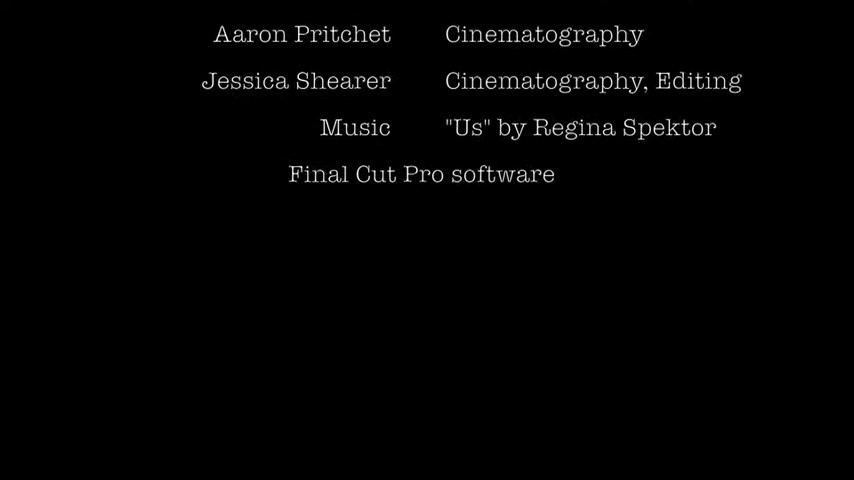 Aaron Pritchet Cinematography
Jessica Shearer Cinematography, Editing
Music "Us" by Regina Spektor
Final Cut Pro software